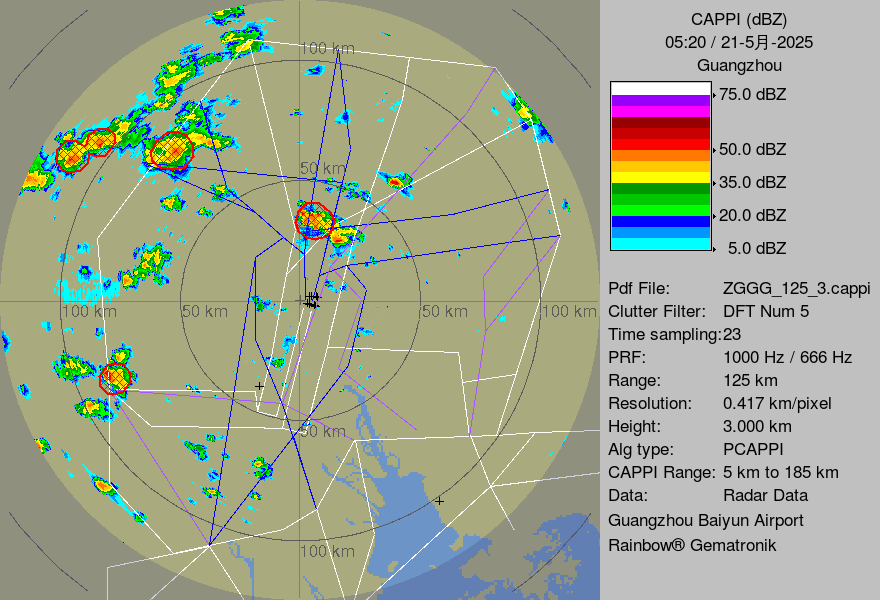 CAPPI (dBZ)
05:20 / 21-5月-2025
Guangzhou
75.0 dBZ
50.0 dBZ
35.0 dBZ
20.0 dBZ
5.0 dBZ
Pdf File: ZGGG_125_3.cappi
Clutter Filter: DFT Num 5
Time sampling:23
PRF: 1000 Hz / 666 Hz
Range: 125 km
Resolution: 0.417 km/pixel
Height: 3.000 km
Alg type: PCAPPI
CAPPI Range: 5 km to 185 km
Data: Radar Data
Guangzhou Baiyun Airport
Rainbow® Gematronik
100 km
50 km
100 km 50 km 50 km 100 km
50 km
100 km